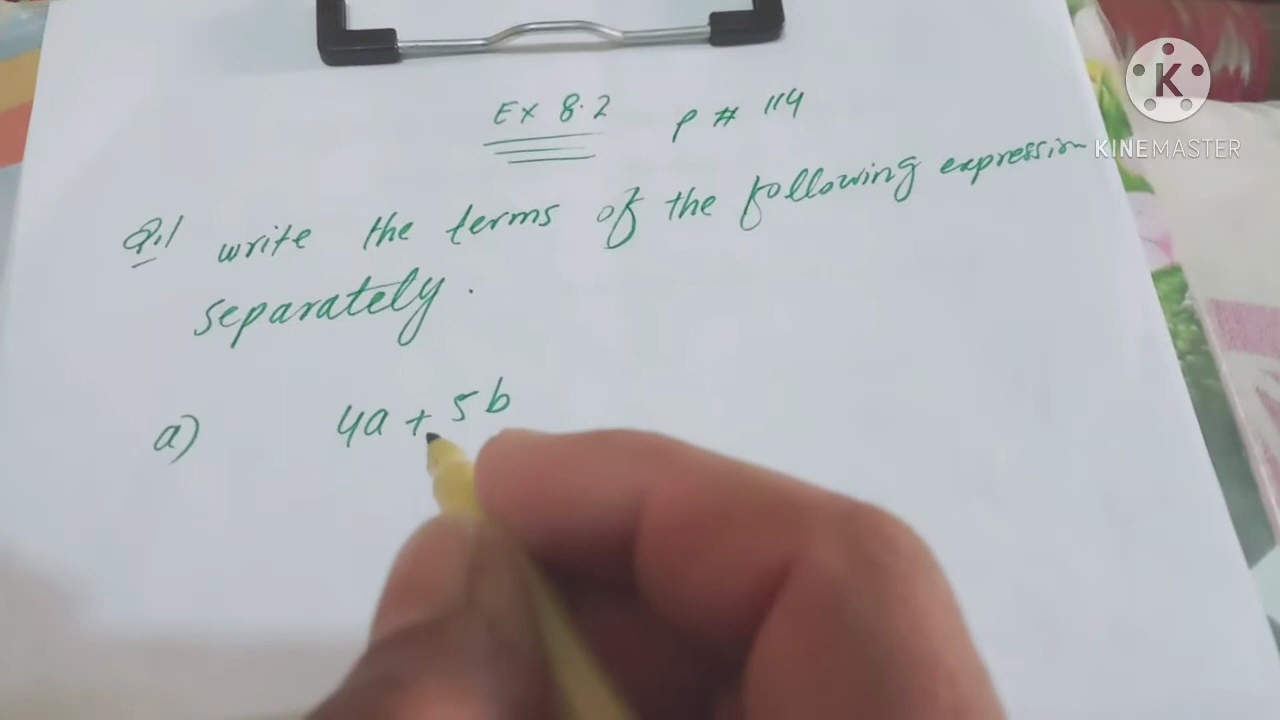 Ex 8.2 P # 114
Q.1 write the terms of the following expression
separately.
a) 4a + 5b
K
KINEMASTER